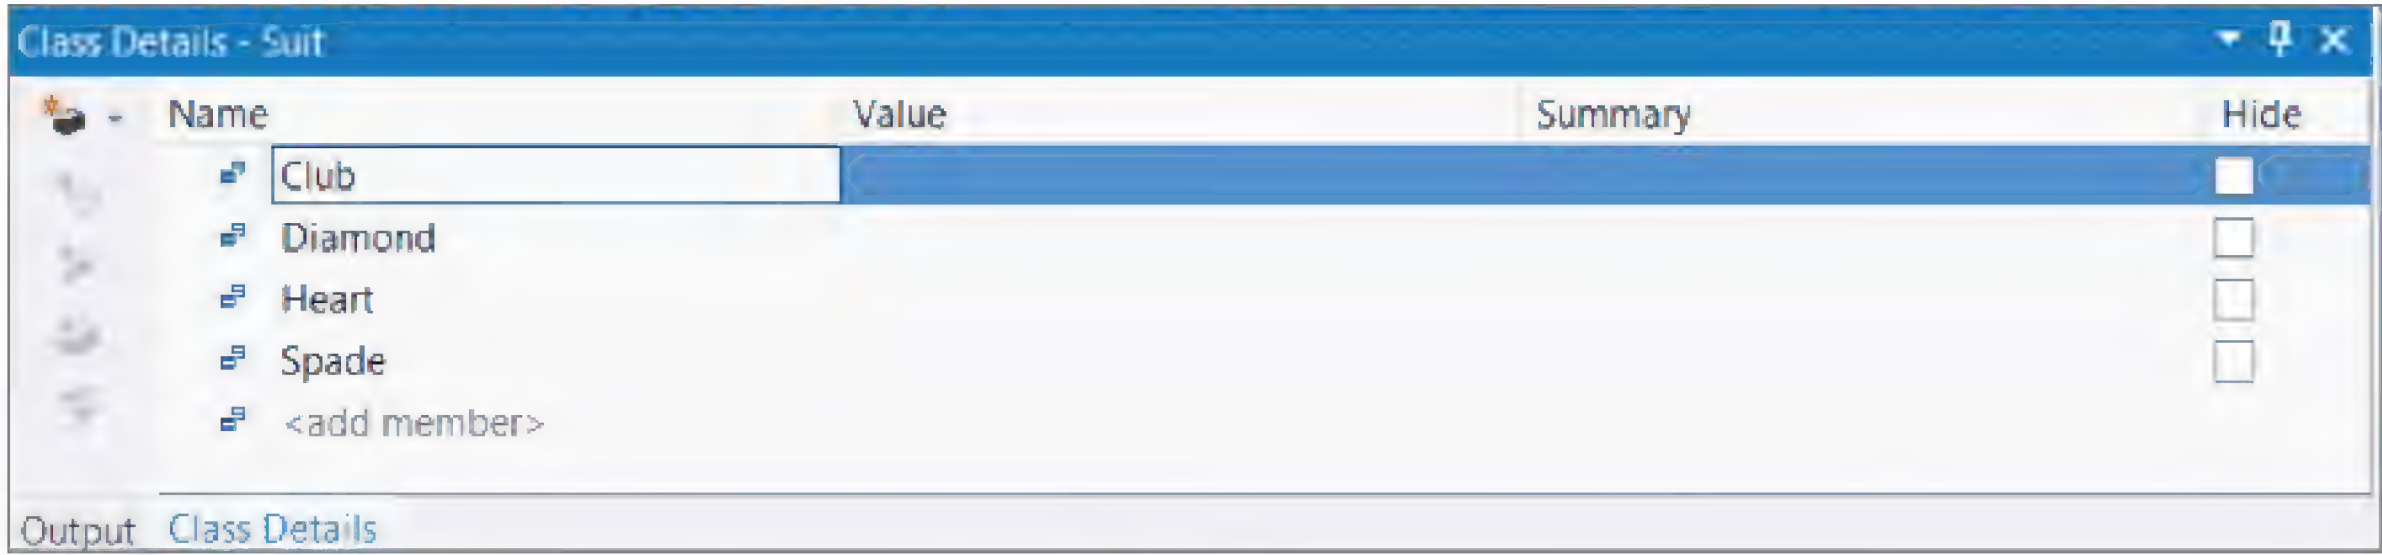 Class Details - Suit
Name Value Summary Hide
Club
Diamond
Heart
Spade
<add member>
Output Class Details